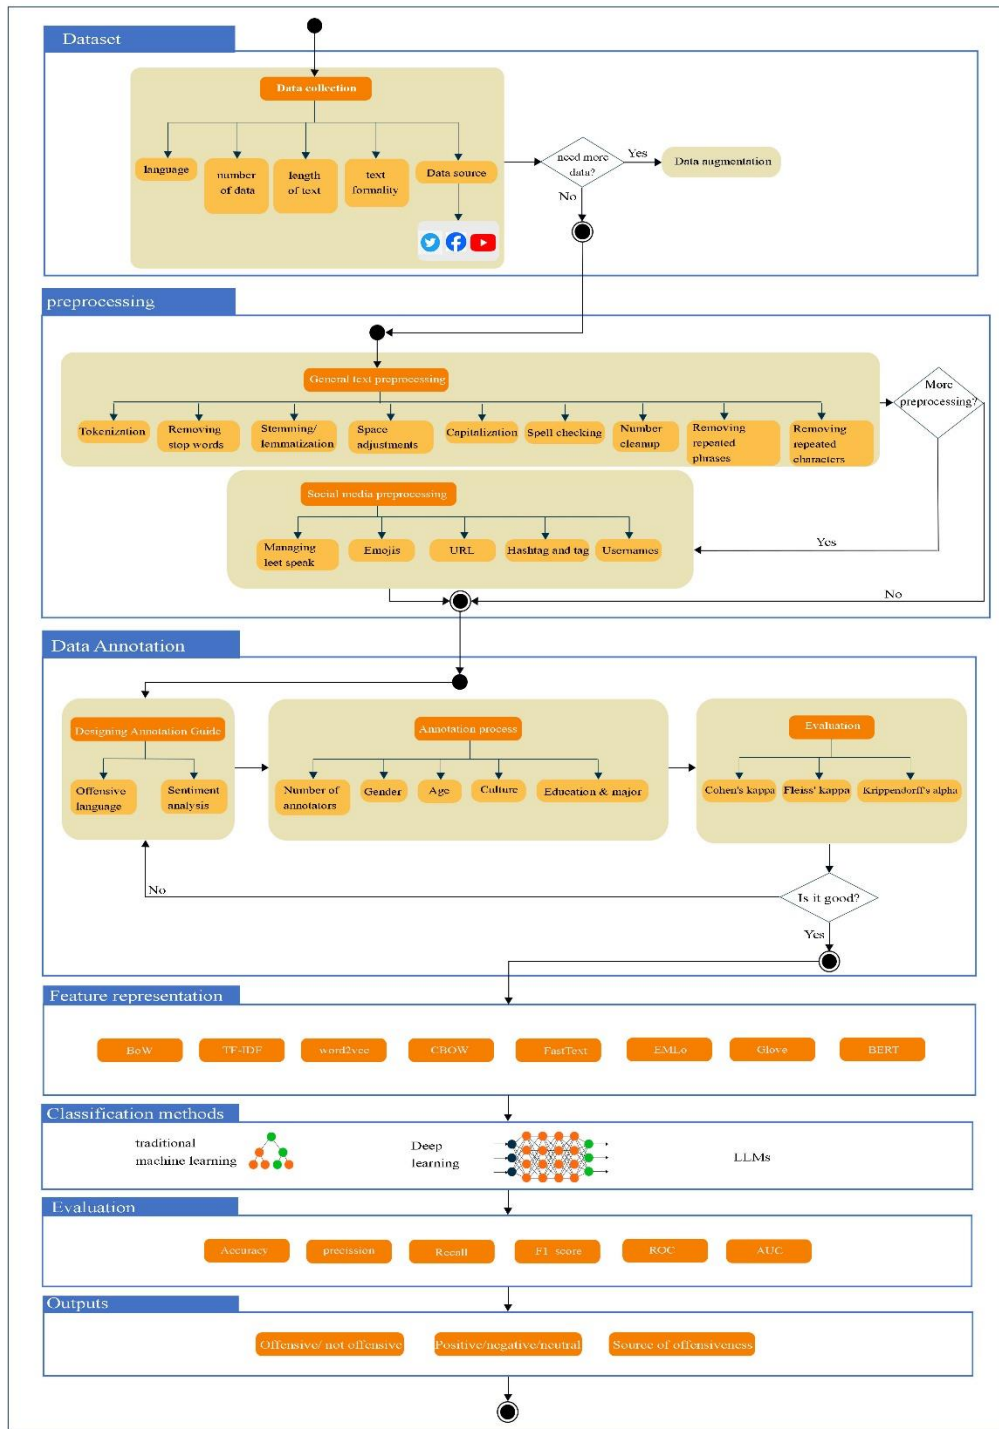 Dataset
Data collection
language
number
of data
length
of text
text
formality
Data source
need more
data?
Yes
Data augmentation
No
preprocessing
General text preprocessing
Tokenization
Removing
stop words
Stemming/
lemmatization
Space
adjustments
Capitalization
Spell checking
Number
cleanup
Removing
repeated
phrases
Removing
repeated
characters
More
preprocessing?
Social media preprocessing
Managing
leet speak
Emojis
URL
Hashtag and tag
Usernames
Yes
No
Data Annotation
Designing Annotation Guide
Offensive
language
Sentiment
analysis
Annotation process
Number of
annotators
Gender
Age
Culture
Education & major
Evaluation
Cohen's kappa
Fleiss' kappa
Krippendorff's alpha
No
Is it good?
Yes
Feature representation
BoW
TF-IDF
word2vec
CBOW
FastText
EMLo
Glove
BERT
Classification methods
traditional
machine learning
Deep
learning
LLMs
Evaluation
Accuracy
precission
Recall
F1 score
ROC
AUC
Outputs
Offensive/ not offensive
Positive/negative/neutral
Source of offensiveness